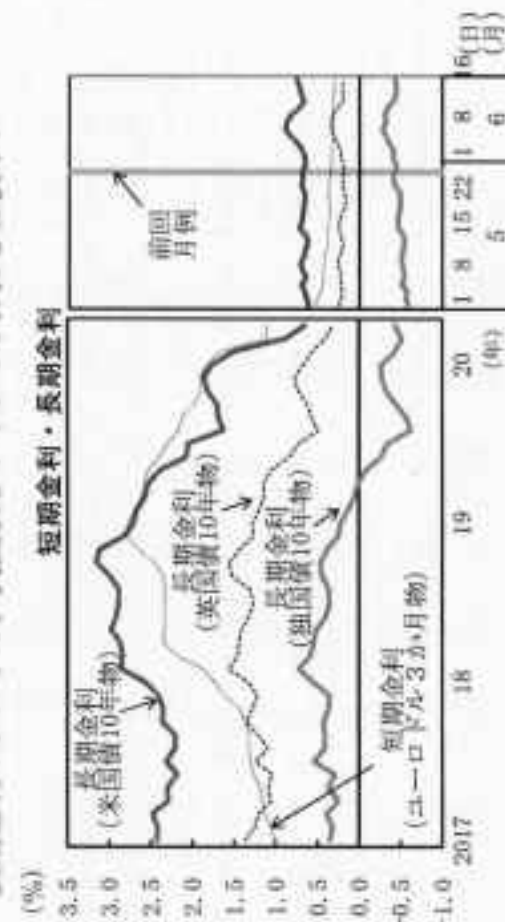 短期金利・長期金利
(%)
3.5
3.0
2.5
2.0
1.5
1.0
0.5
0.0
-0.5
-1.0
長期金利
(米国債10年物)
長期金利
(英国債10年物)
長期金利
(独国債10年物)
短期金利
(ユーロドル3か月物)
前回
月例
2017 18 19 20
(年)
1 8 15 22 1 8 16(日)
5 6 (月)